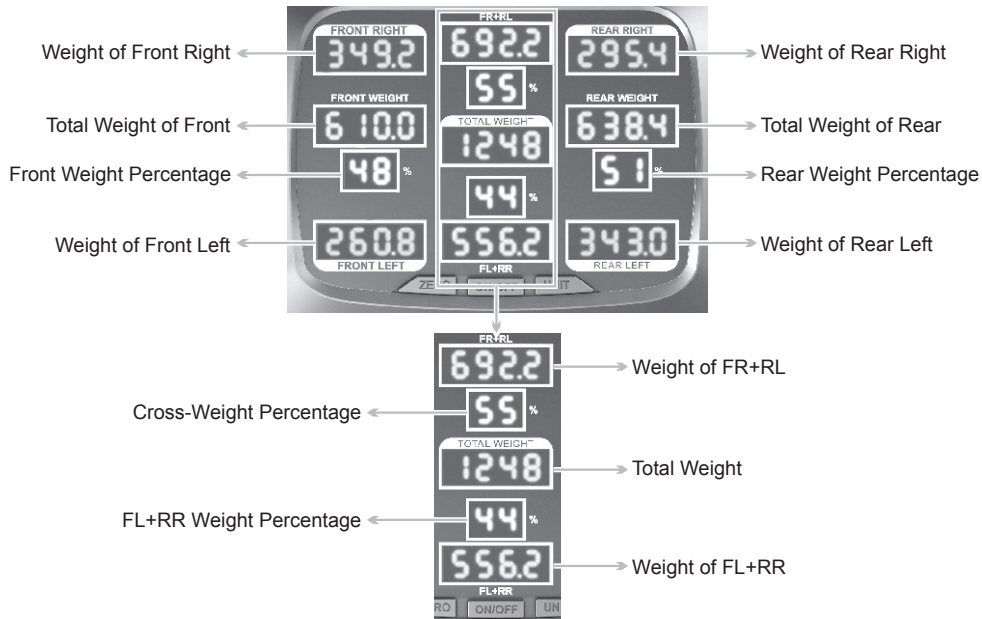 FR+RL
FRONT RIGHT
692.2
REAR RIGHT
Weight of Front Right
349.2
295.4
Weight of Rear Right
55 %
FRONT WEIGHT
REAR WEIGHT
TOTAL WEIGHT
Total Weight of Front
610.0
638.4
Total Weight of Rear
1248
Front Weight Percentage
48 %
51 %
Rear Weight Percentage
44 %
Weight of Front Left
260.8
556.2
343.0
Weight of Rear Left
FRONT LEFT
FL+RR
REAR LEFT
ZERO
ON/OFF
UNIT
FR+RL
692.2
Weight of FR+RL
Cross-Weight Percentage
55 %
TOTAL WEIGHT
1248
Total Weight
FL+RR Weight Percentage
44 %
556.2
Weight of FL+RR
FL+RR
RO
ON/OFF
UN